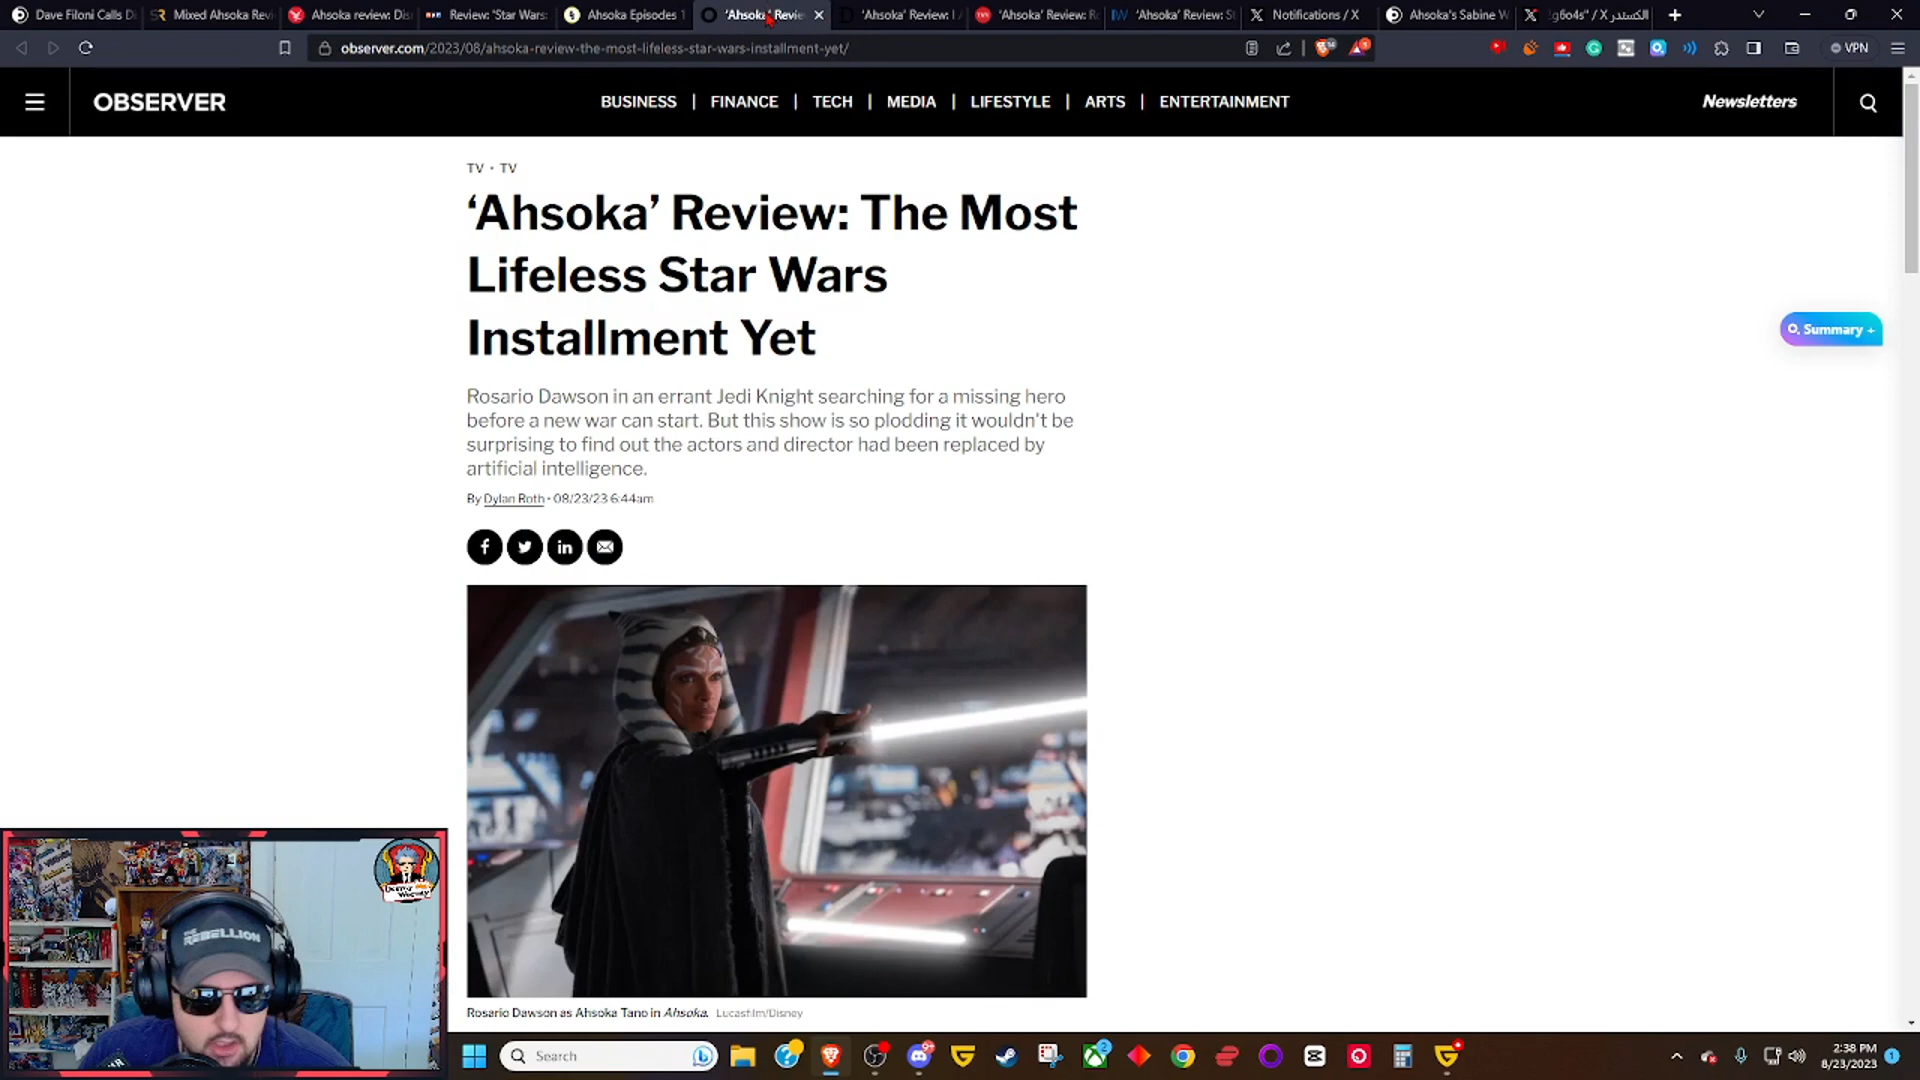 Dave Filoni Calls Di
Mixed Ahsoka Revi
Ahsoka review: Dis
Review: 'Star Wars:
Ahsoka Episodes 1
'Ahsoka' Revie
'Ahsoka' Review: I
'Ahsoka' Review: R
'Ahsoka' Review: St
Notifications / X
Ahsoka's Sabine W
observer.com/2023/08/ahsoka-review-the-most-lifeless-star-wars-installment-yet/
VPN
OBSERVER
BUSINESS | FINANCE | TECH | MEDIA | LIFESTYLE | ARTS | ENTERTAINMENT
Newsletters
TV • TV
‘Ahsoka’ Review: The Most
Lifeless Star Wars
Installment Yet
Summary +
Rosario Dawson in an errant Jedi Knight searching for a missing hero
before a new war can start. But this show is so plodding it wouldn't be
surprising to find out the actors and director had been replaced by
artificial intelligence.
By Dylan Roth • 08/23/23 6:44am
THE
REBELLION
Rosario Dawson as Ahsoka Tano in Ahsoka. Lucasfilm/Disney
Search
2:38 PM
8/23/2023